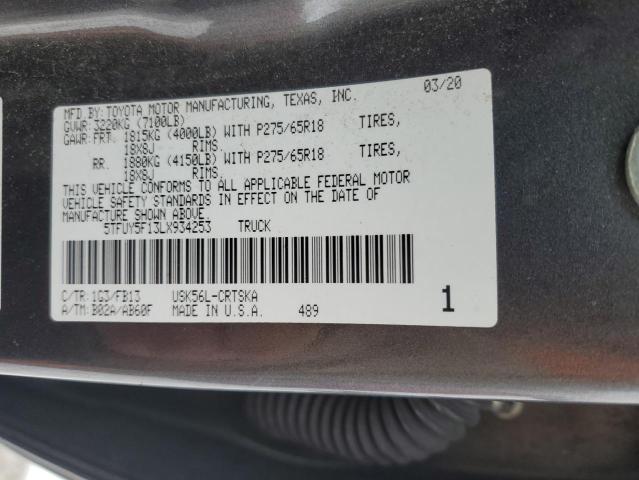 MFD.BY: TOYOTA MOTOR MANUFACTURING, TEXAS, INC. 03/20
GVWR: 3220KG (7100LB)
GAWR: FRT. 1815KG (4000LB) WITH P275/65R18 TIRES,
18X8J RIMS.
RR. 1880KG (4150LB) WITH P275/65R18 TIRES,
18X8J RIMS.
THIS VEHICLE CONFORMS TO ALL APPLICABLE FEDERAL MOTOR
VEHICLE SAFETY STANDARDS IN EFFECT ON THE DATE OF
MANUFACTURE SHOWN ABOVE.
5TFUY5F13LX934253 TRUCK
C/TR: 1G3/FB13 USK56L-CRTSKA
A/TM: B02A/AB60F MADE IN U.S.A. 489 1